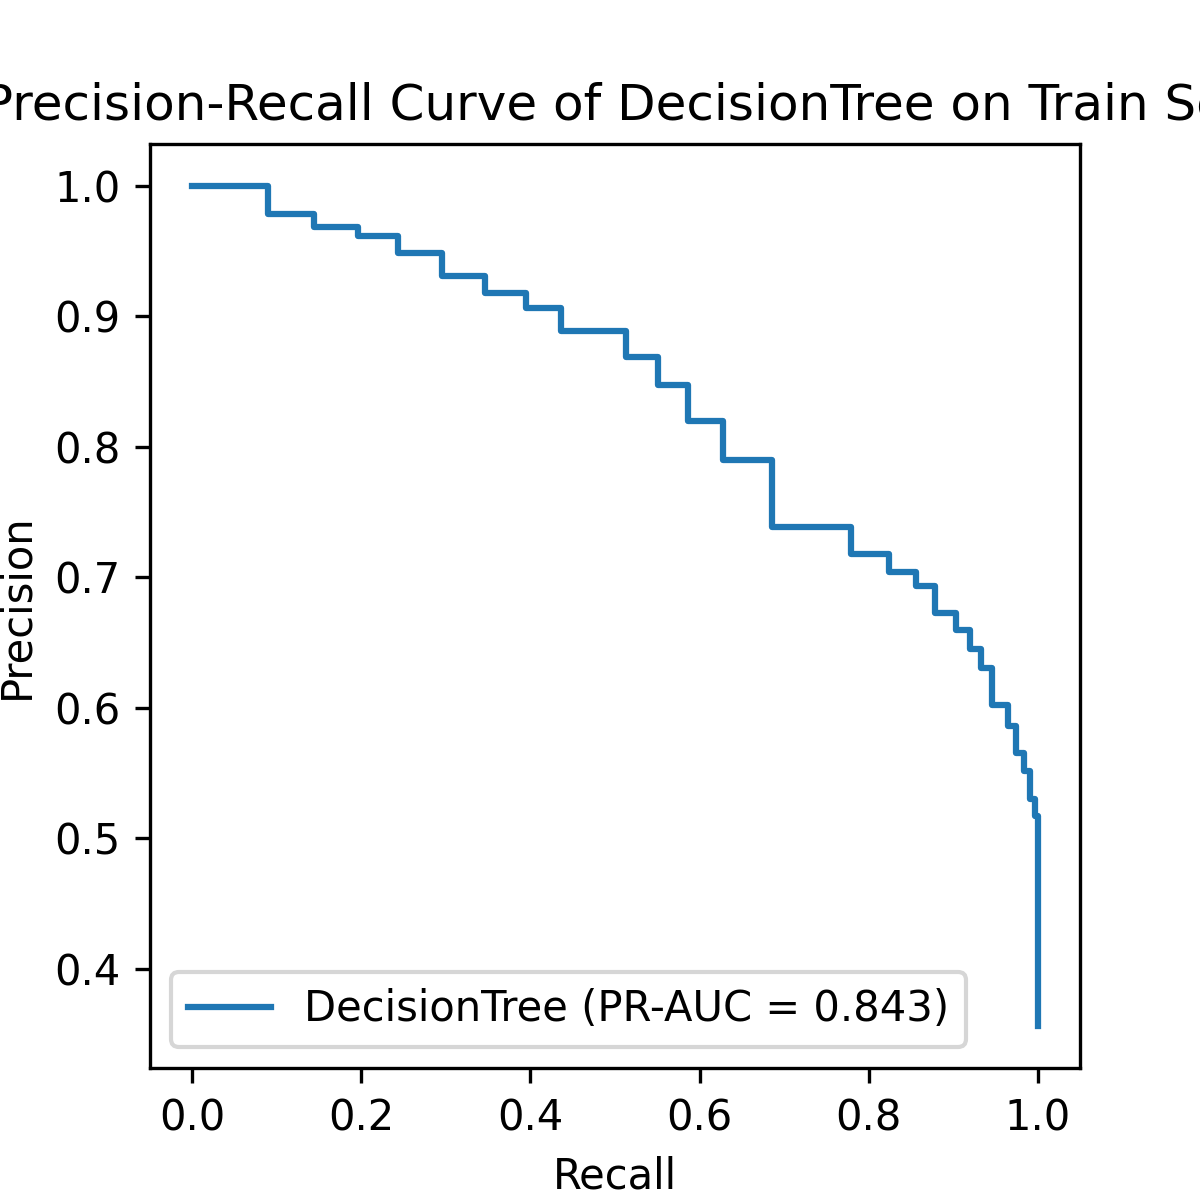 Precision-Recall Curve of DecisionTree on Train
1.0
0.9
0.8
0.7
0.6
0.5
0.4
Precision
DecisionTree (PR-AUC = 0.843)
0.0 0.2 0.4 0.6 0.8 1.0
Recall